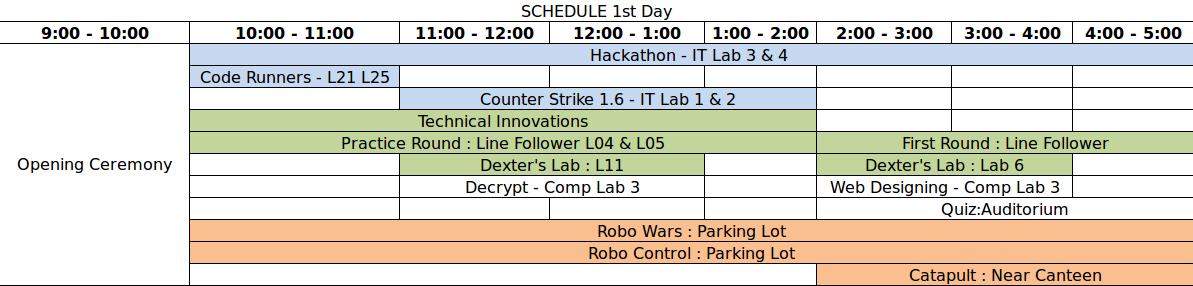 SCHEDULE 1st Day
9:00 - 10:00 10:00 - 11:00 11:00 - 12:00 12:00 - 1:00 1:00 - 2:00 2:00 - 3:00 3:00 - 4:00 4:00 - 5:00
Hackathon - IT Lab 3 & 4
Code Runners - L21 L25
Counter Strike 1.6 - IT Lab 1 & 2
Technical Innovations
Practice Round : Line Follower L04 & L05 First Round : Line Follower
Opening Ceremony Dexter's Lab : L11 Dexter's Lab : Lab 6
Decrypt - Comp Lab 3 Web Designing - Comp Lab 3
Quiz:Auditorium
Robo Wars : Parking Lot
Robo Control : Parking Lot
Catapult : Near Canteen